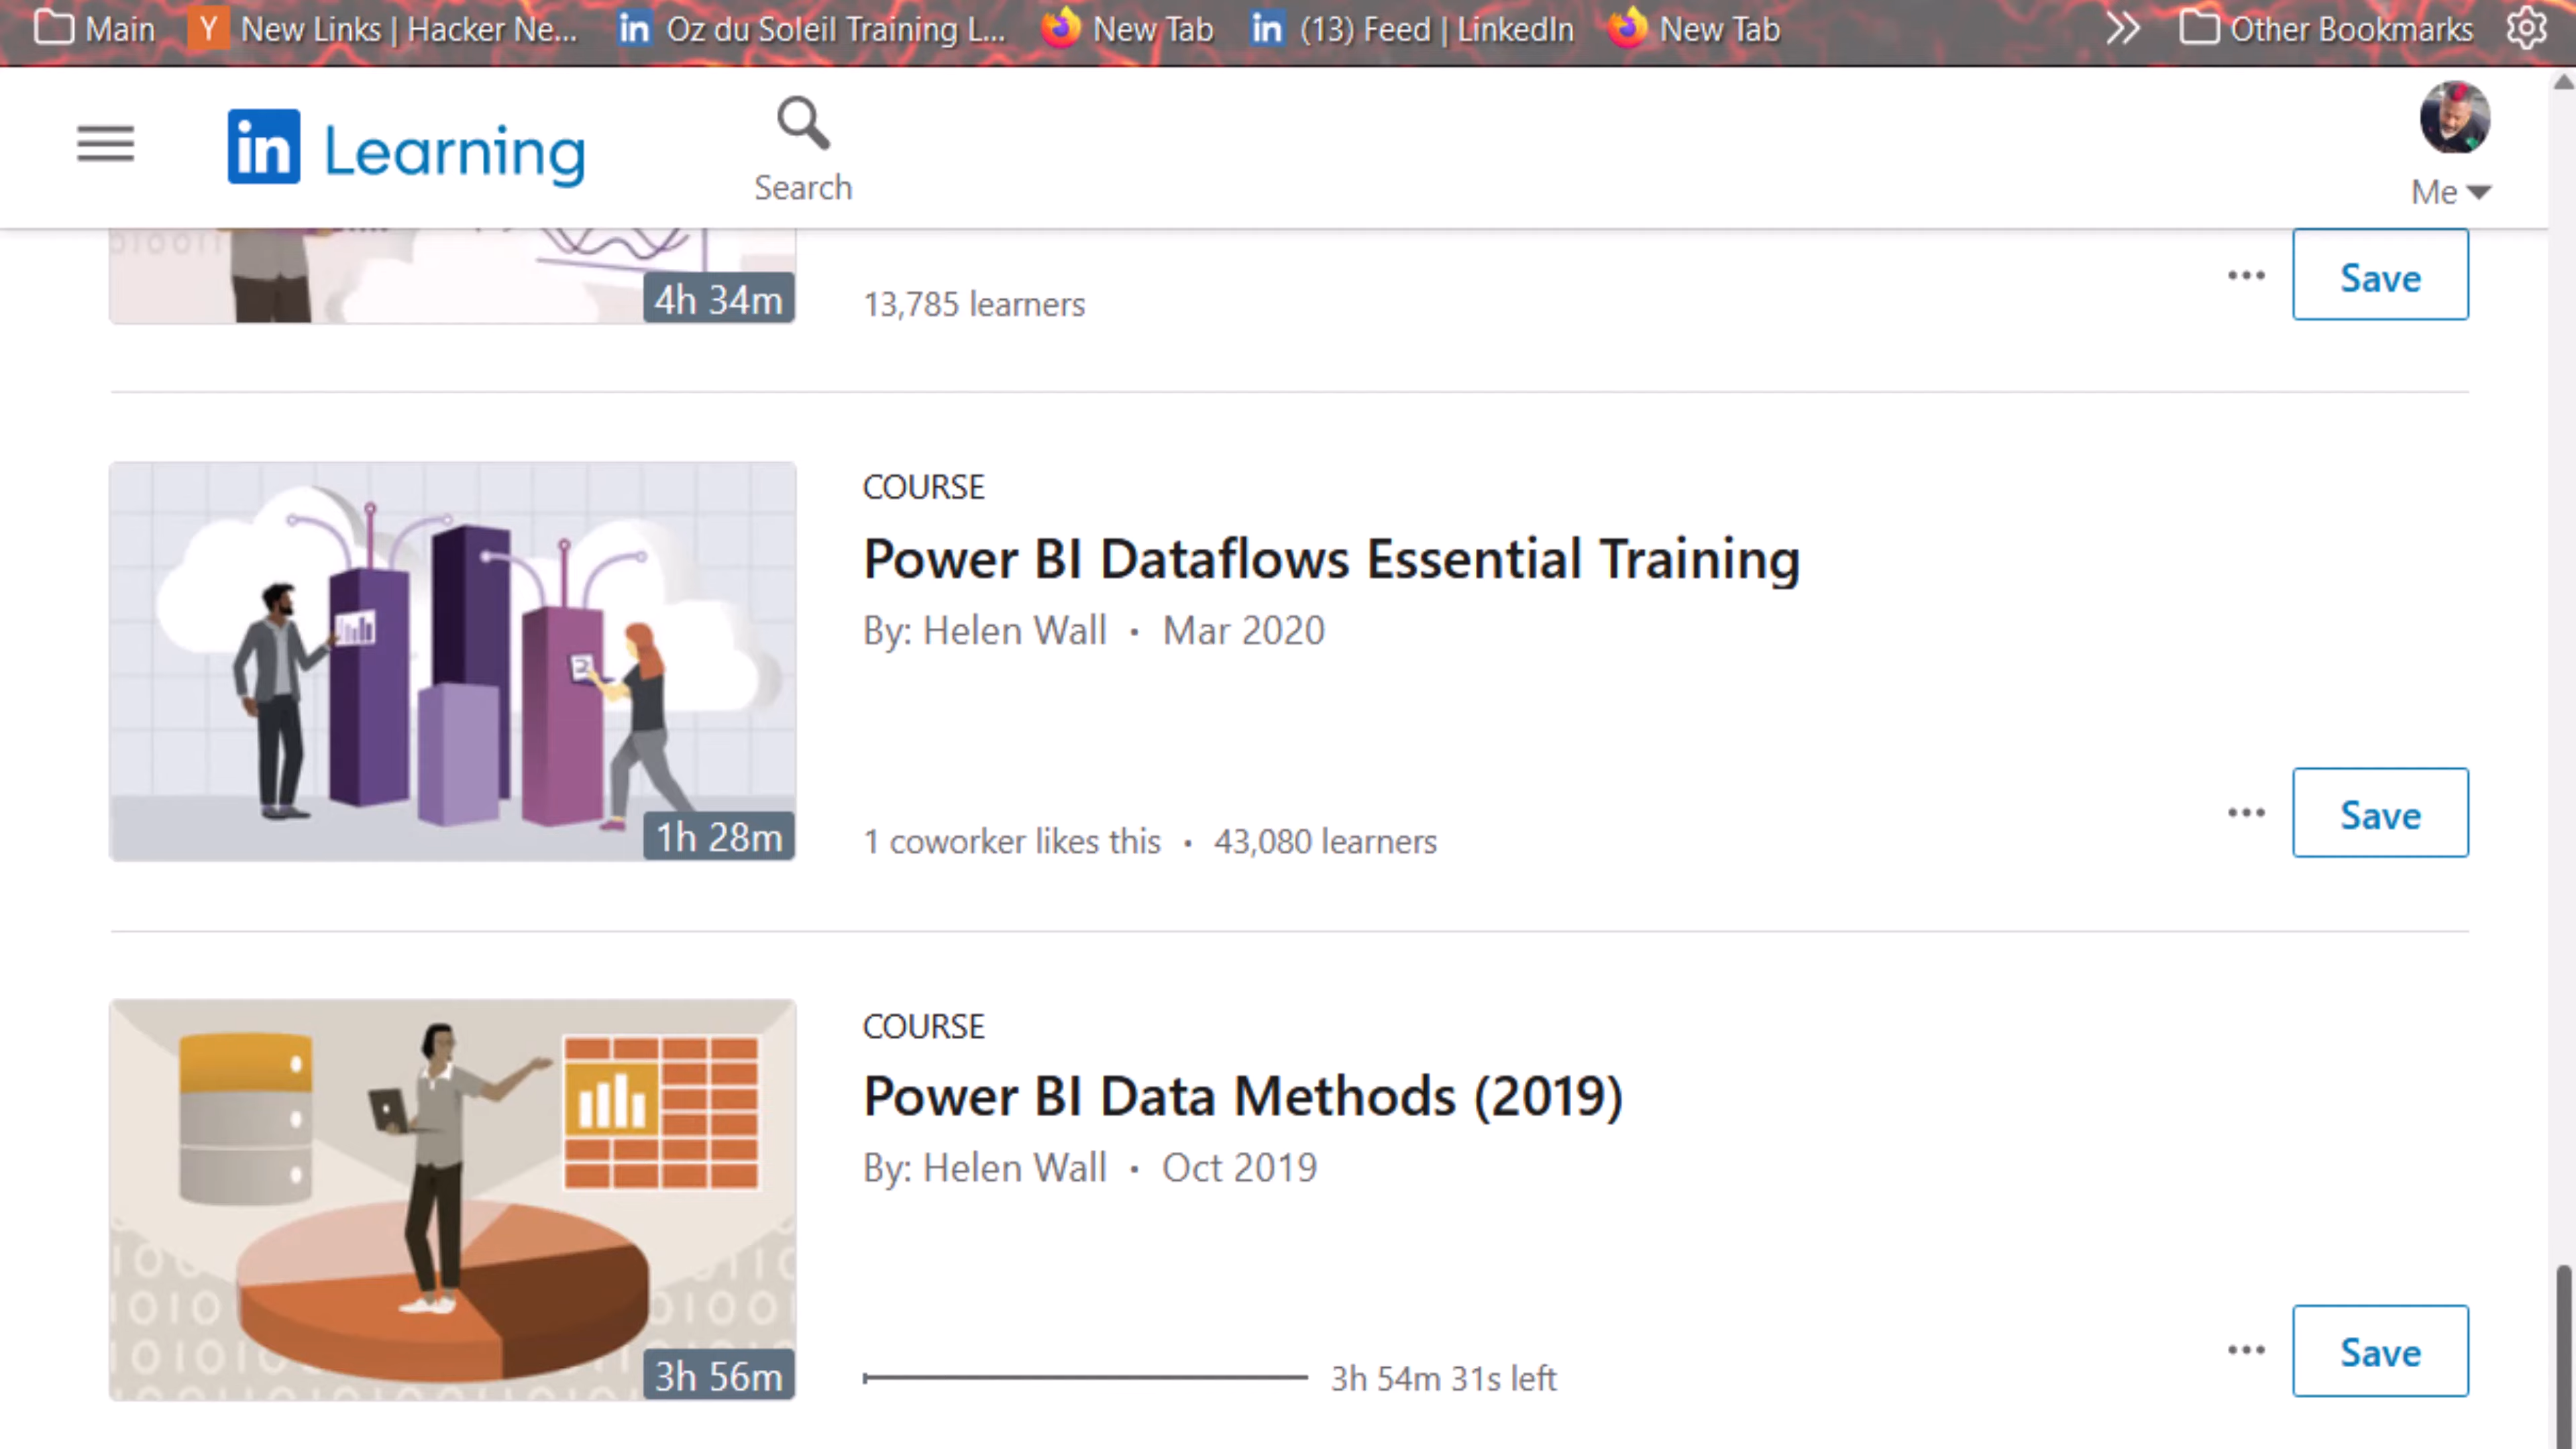 Main
New Links | Hacker Ne...
Oz du Soleil Training L...
New Tab
(13) Feed | LinkedIn
New Tab
Other Bookmarks
in Learning
Search
Me
4h 34m
13,785 learners
Save
COURSE
Power BI Dataflows Essential Training
By: Helen Wall • Mar 2020
1h 28m
1 coworker likes this • 43,080 learners
Save
COURSE
Power BI Data Methods (2019)
By: Helen Wall • Oct 2019
3h 56m
3h 54m 31s left
Save